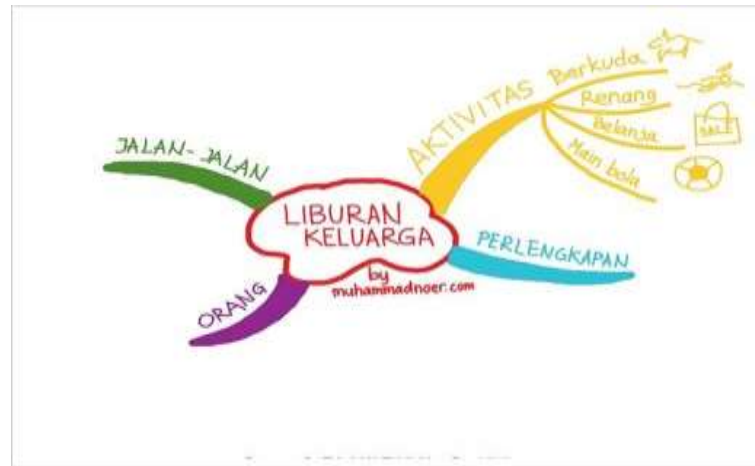 LIBURAN
KELUARGA
by
muhammadnoer.com
AKTIVITAS
Berkuda
Renang
Belanja
SALE
Main bola
PERLENGKAPAN
ORANG
JALAN-JALAN